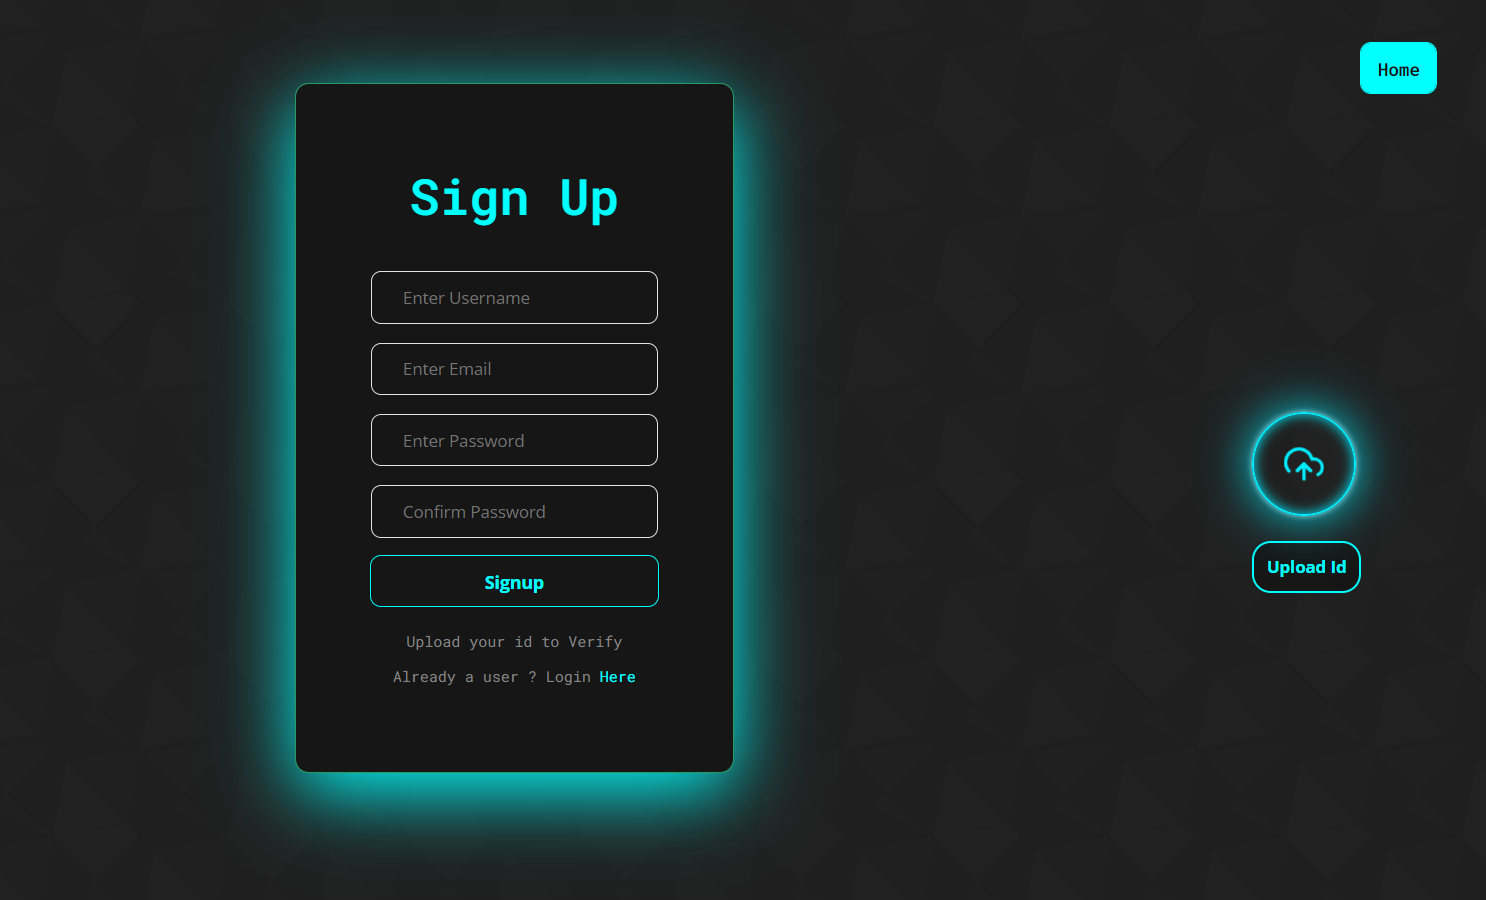 Home
Sign Up
Enter Username
Enter Email
Enter Password
Confirm Password
Signup
Upload your id to Verify
Already a user ? Login Here
Upload Id